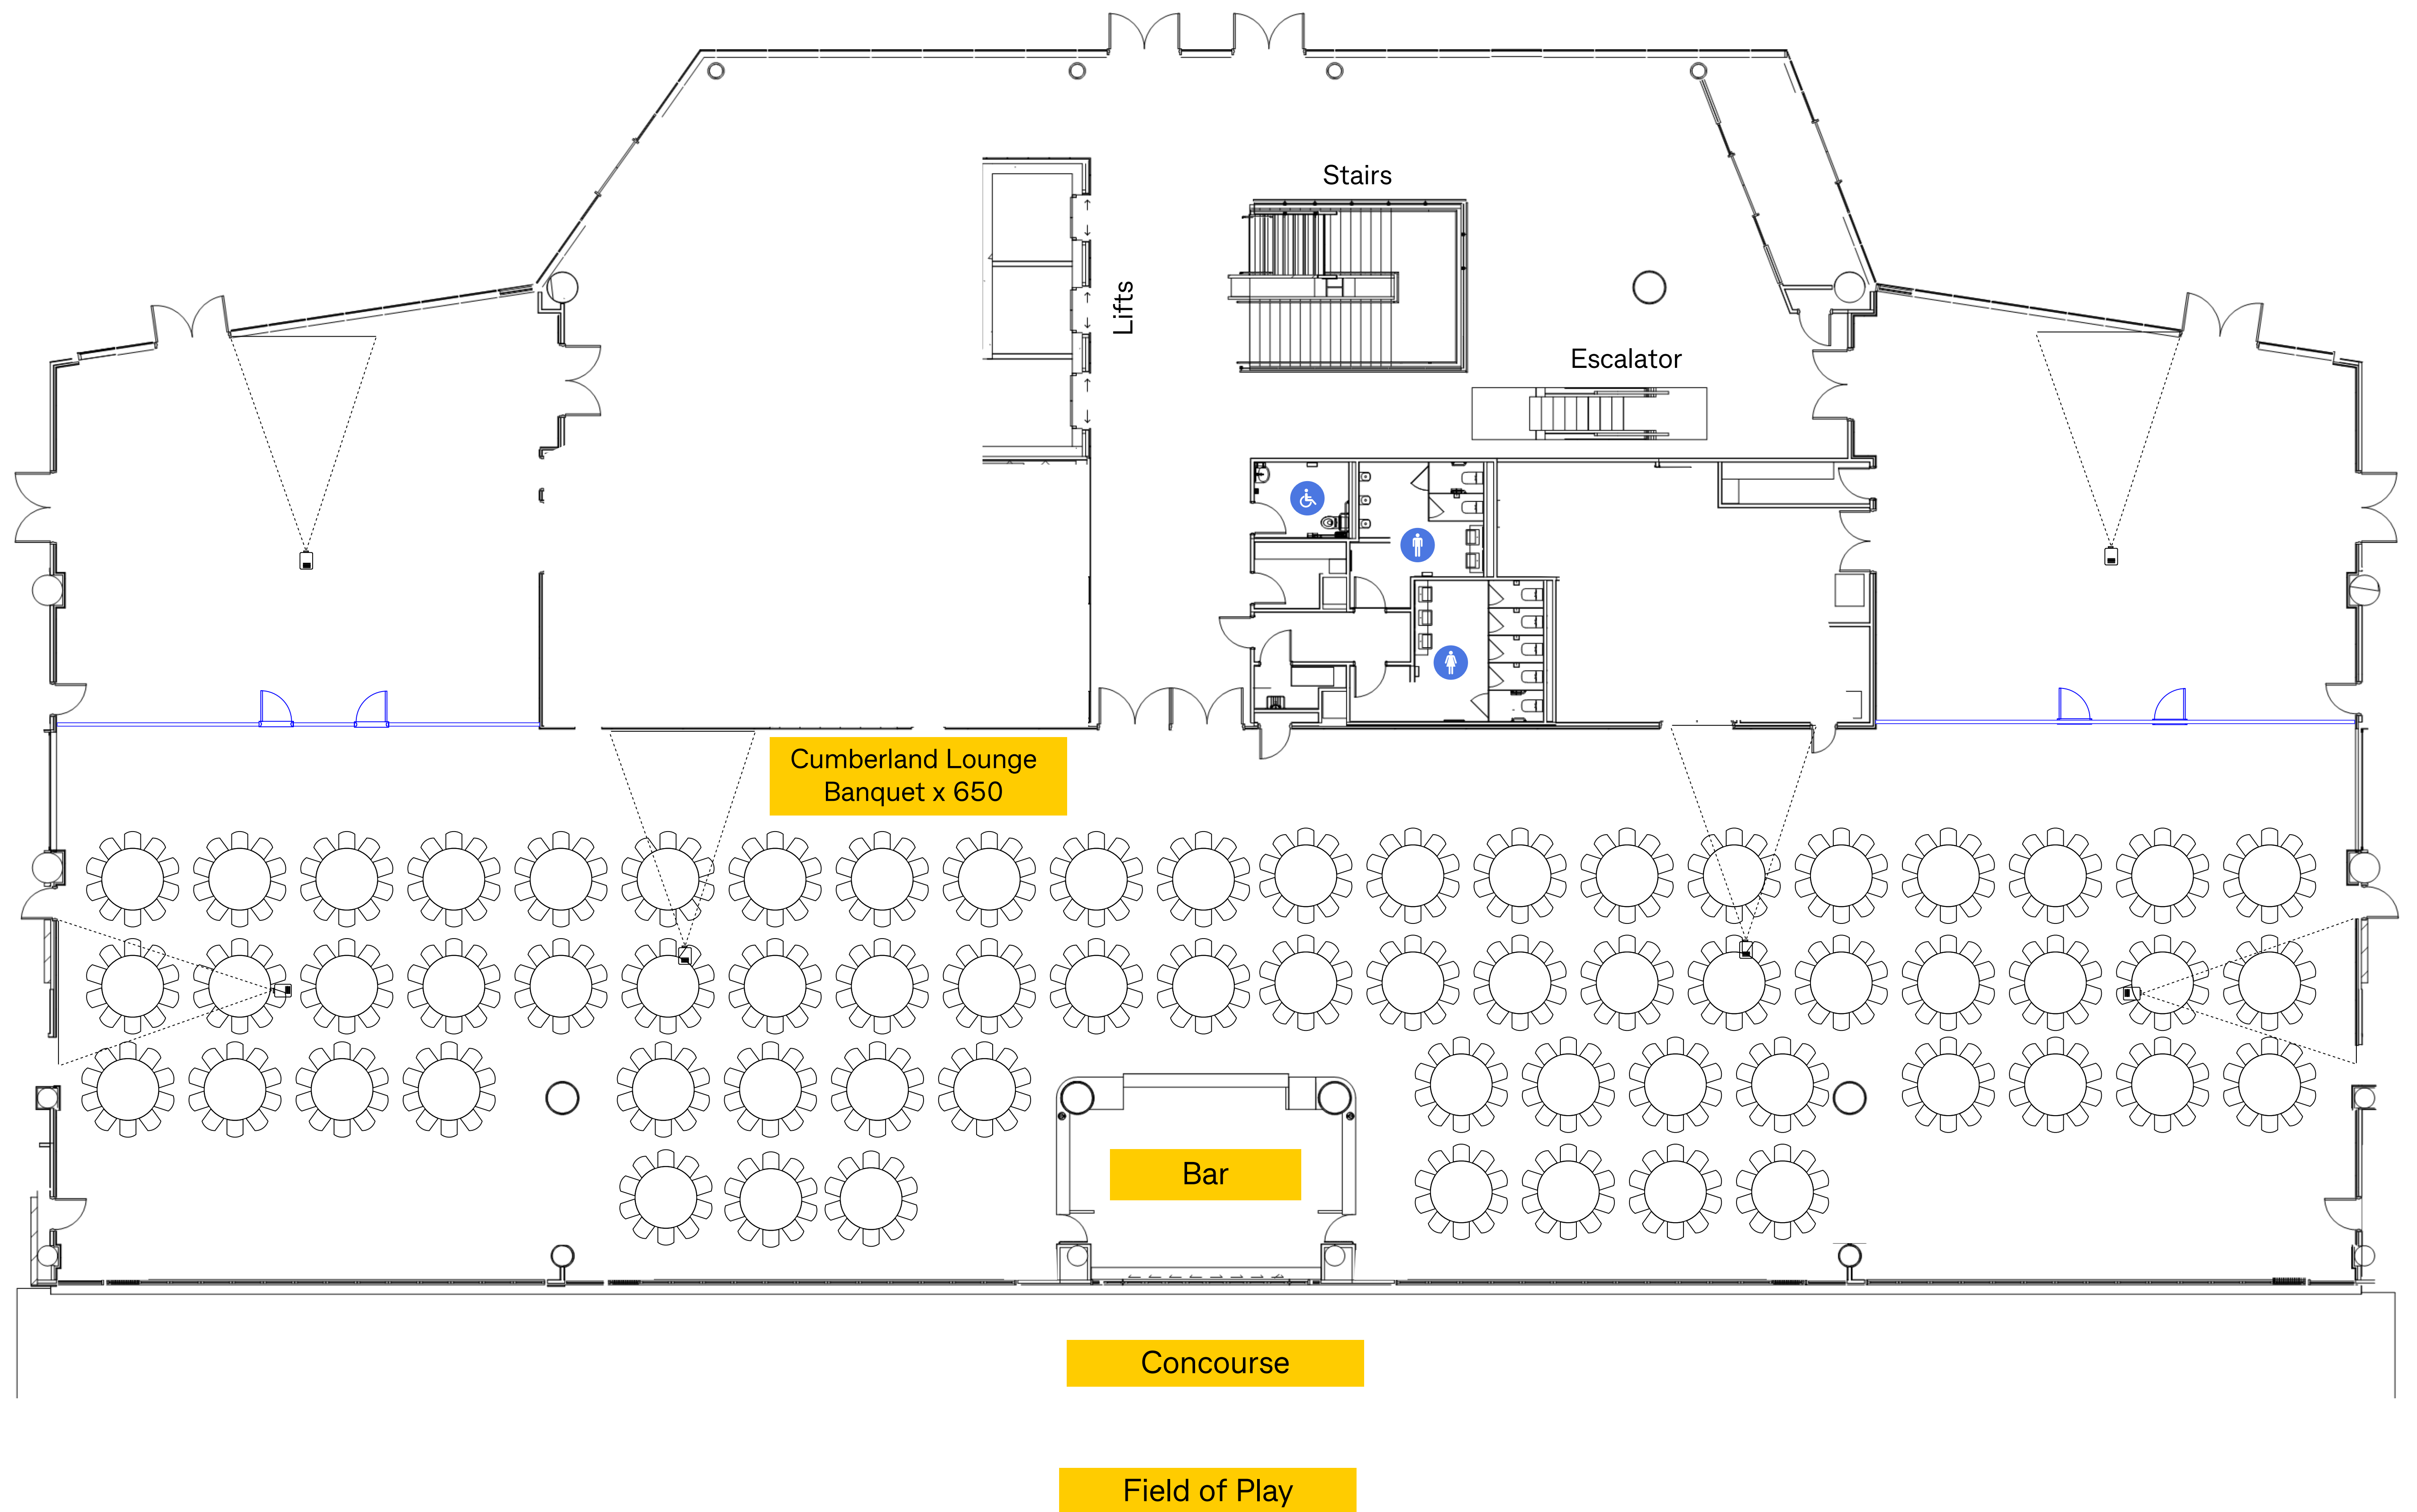 Stairs
Lifts
Escalator
Cumberland Lounge
Banquet x 650
Bar
Concourse
Field of Play